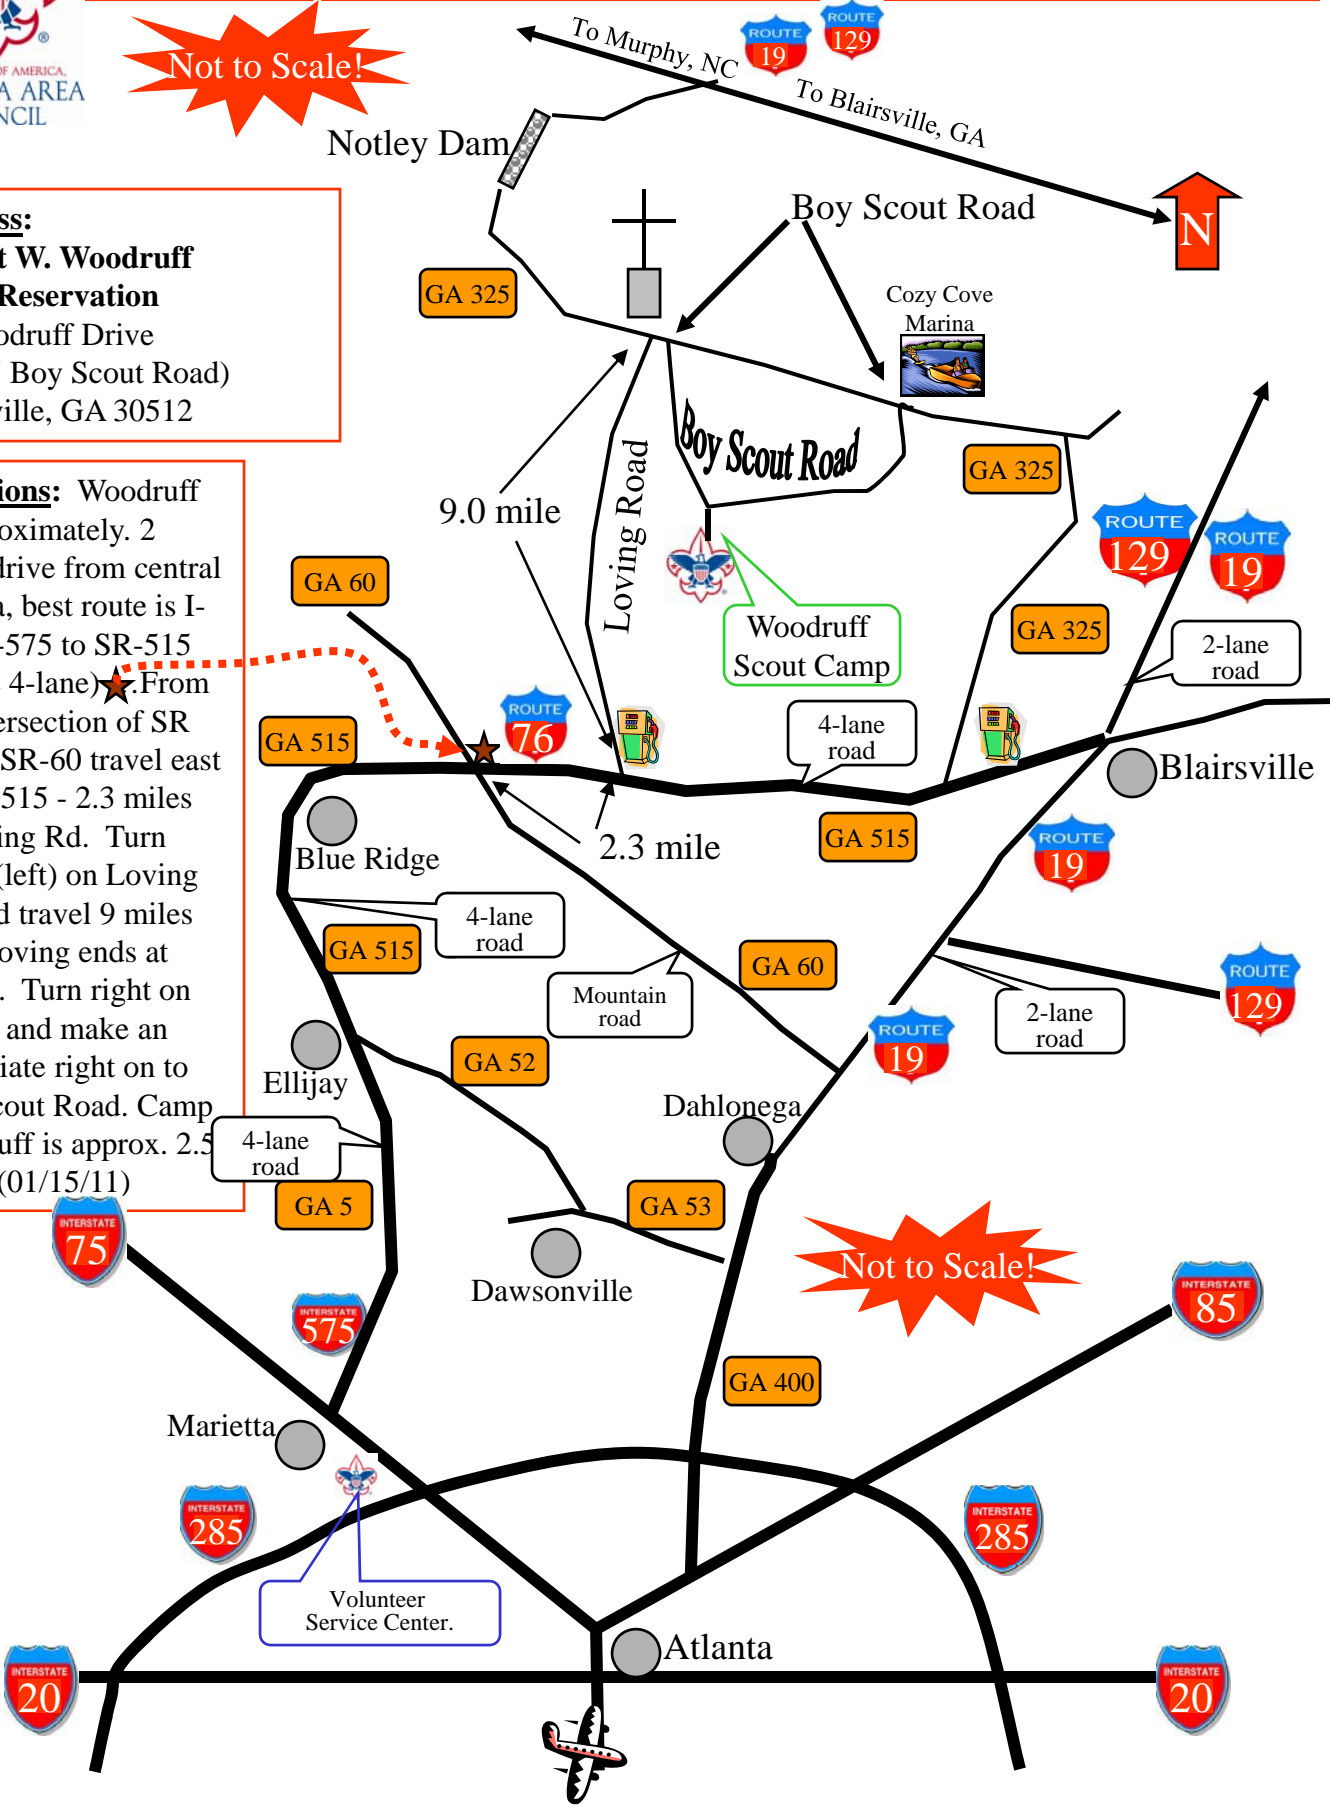 OF AMERICA,
A AREA
NCIL
Not to Scale!
To Murphy, NC
To Blairsville, GA
ROUTE
19
ROUTE
129
Notley Dam
N
ss:
t W. Woodruff
Reservation
odruff Drive
Boy Scout Road)
ville, GA 30512
Boy Scout Road
GA 325
Cozy Cove
Marina
Boy Scout Road
Loving Road
9.0 mile
GA 325
ROUTE
129
ROUTE
19
GA 60
Woodruff
Scout Camp
GA 325
2-lane
road
ions: Woodruff
oximately. 2
drive from central
a, best route is I-
-575 to SR-515
4-lane) .From
ersection of SR
SR-60 travel east
515 - 2.3 miles
ing Rd. Turn
(left) on Loving
d travel 9 miles
oving ends at
. Turn right on
and make an
iate right on to
cout Road. Camp
uff is approx. 2.5
(01/15/11)
GA 515
ROUTE
76
4-lane
road
Blairsville
Blue Ridge
2.3 mile
GA 515
ROUTE
19
4-lane
road
GA 515
GA 60
Mountain
road
2-lane
road
ROUTE
129
ROUTE
19
Ellijay
GA 52
Dahlonega
4-lane
road
GA 5
GA 53
INTERSTATE
75
Dawsonville
Not to Scale!
INTERSTATE
575
INTERSTATE
85
GA 400
Marietta
INTERSTATE
285
INTERSTATE
285
Volunteer
Service Center.
Atlanta
INTERSTATE
20
INTERSTATE
20